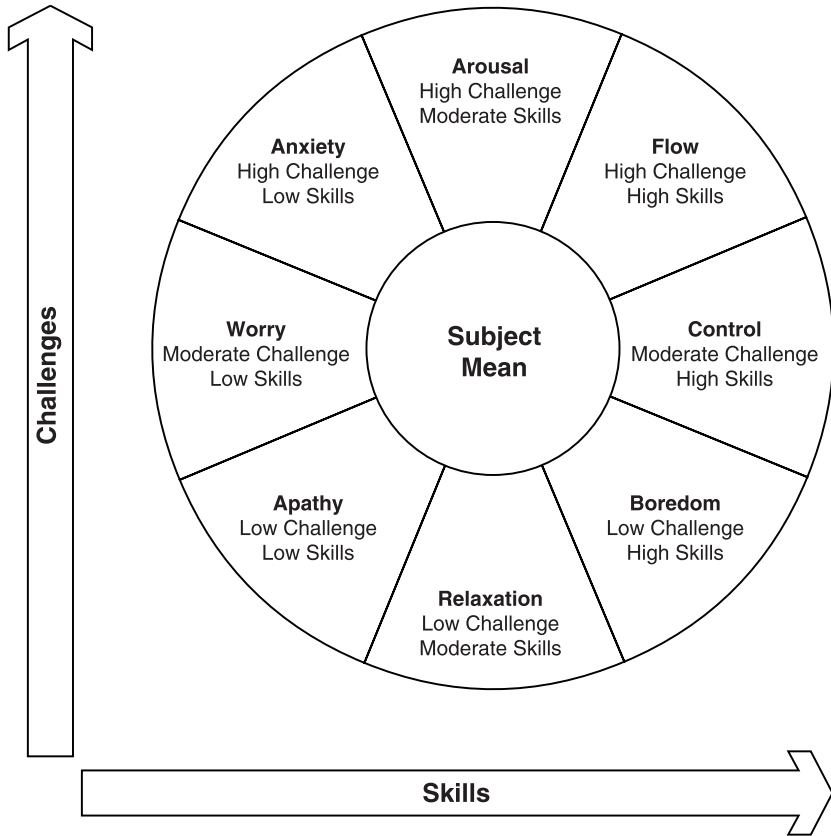 Arousal
High Challenge
Moderate Skills
Anxiety
High Challenge
Low Skills
Flow
High Challenge
High Skills
Challenges
Worry
Moderate Challenge
Low Skills
Subject
Mean
Control
Moderate Challenge
High Skills
Apathy
Low Challenge
Low Skills
Boredom
Low Challenge
High Skills
Relaxation
Low Challenge
Moderate Skills
Skills